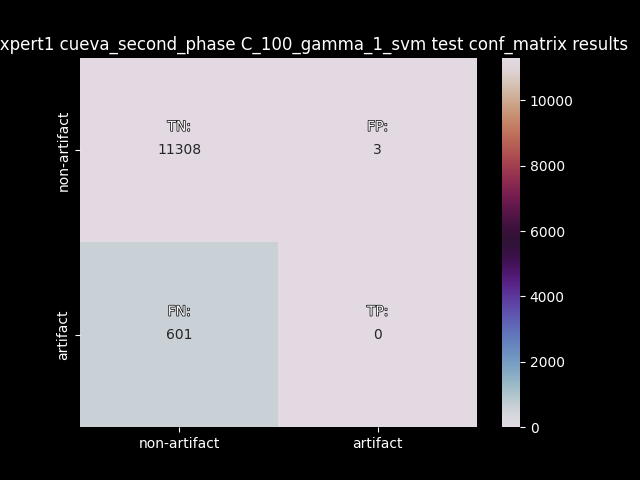 xpert1 cueva_second_phase C_100_gamma_1_svm test conf_matrix results
non-artifact
artifact
TN:
11308
FP:
3
FN:
601
TP:
0
non-artifact
artifact
10000
8000
6000
4000
2000
0